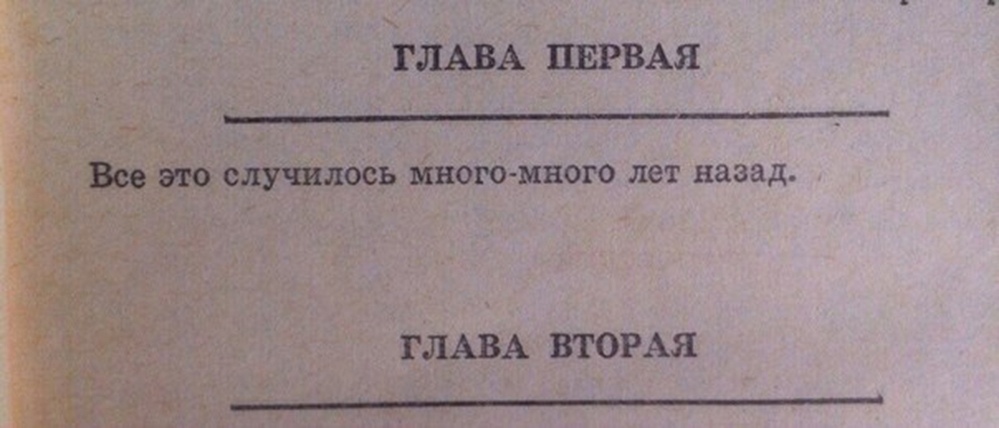 ГЛАВА ПЕРВАЯ
Все это случилось много-много лет назад.
ГЛАВА ВТОРАЯ